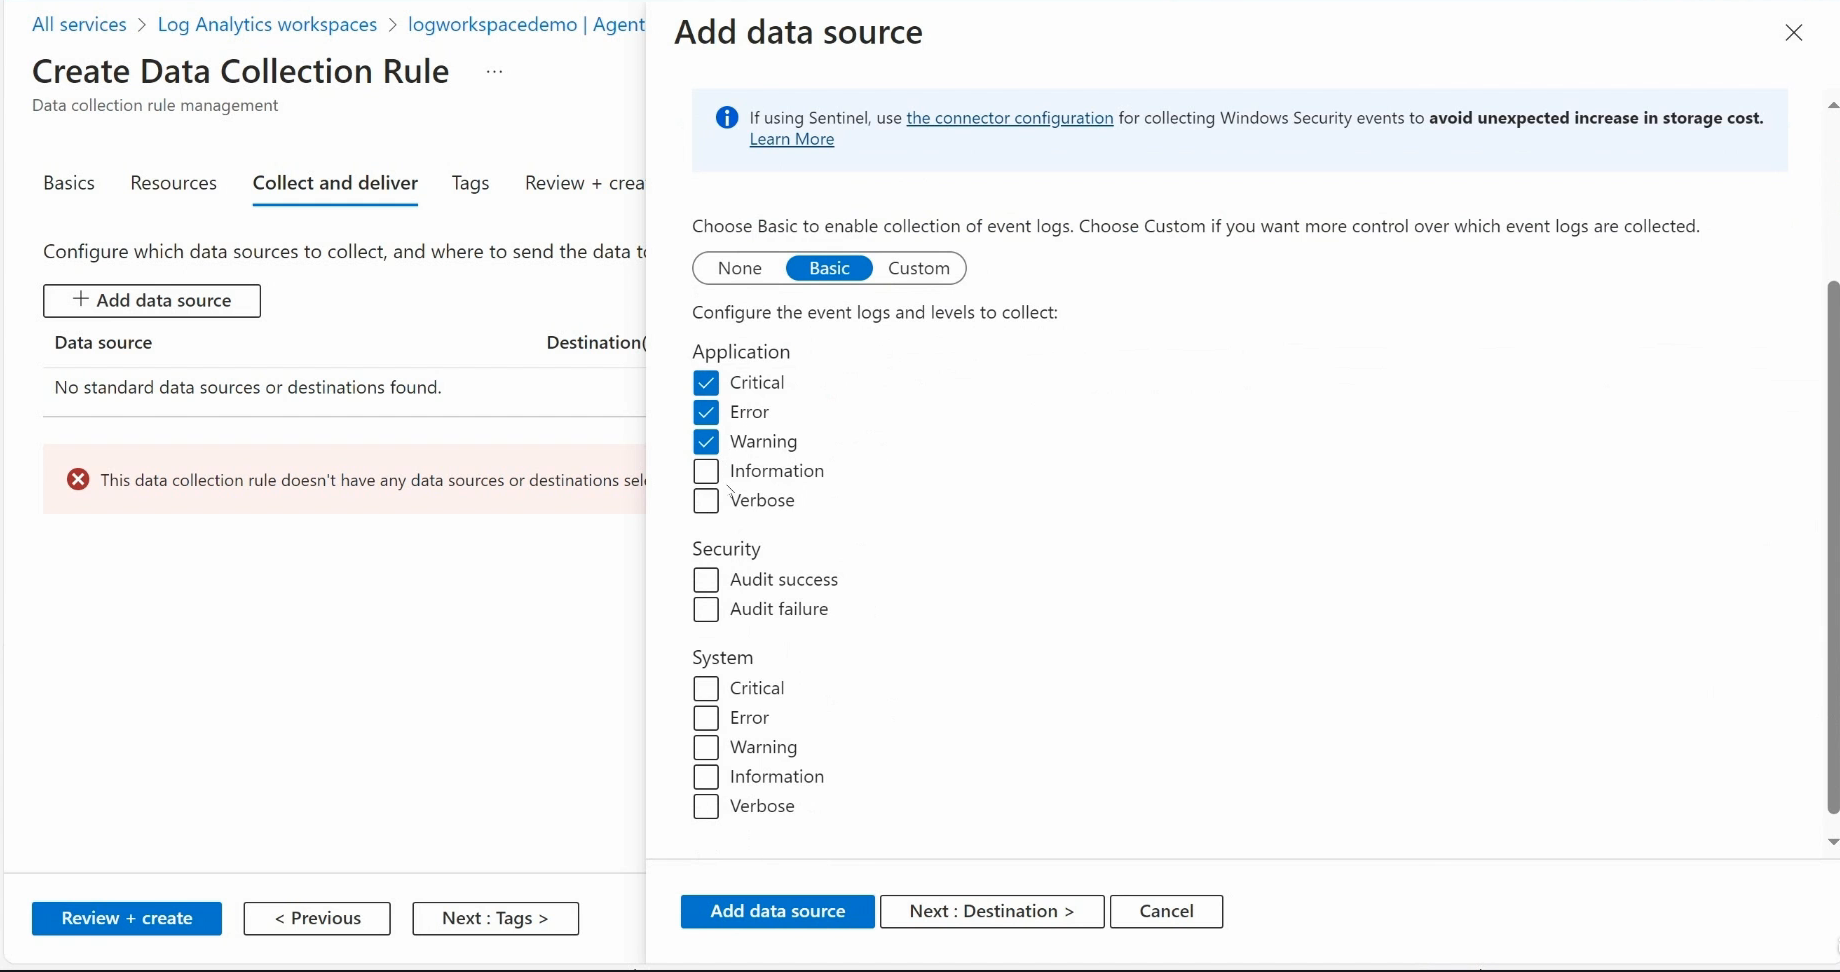 All services > Log Analytics workspaces > logworkspacedemo | Agent
Create Data Collection Rule ...
Data collection rule management
Basics Resources Collect and deliver Tags Review + crea
Configure which data sources to collect, and where to send the data to
+ Add data source
Data source Destination(
No standard data sources or destinations found.
This data collection rule doesn't have any data sources or destinations sel
Review + create < Previous Next : Tags >
Add data source
If using Sentinel, use the connector configuration for collecting Windows Security events to avoid unexpected increase in storage cost.
Learn More
Choose Basic to enable collection of event logs. Choose Custom if you want more control over which event logs are collected.
None Basic Custom
Configure the event logs and levels to collect:
Application
Critical
Error
Warning
Information
Verbose
Security
Audit success
Audit failure
System
Critical
Error
Warning
Information
Verbose
Add data source Next : Destination > Cancel